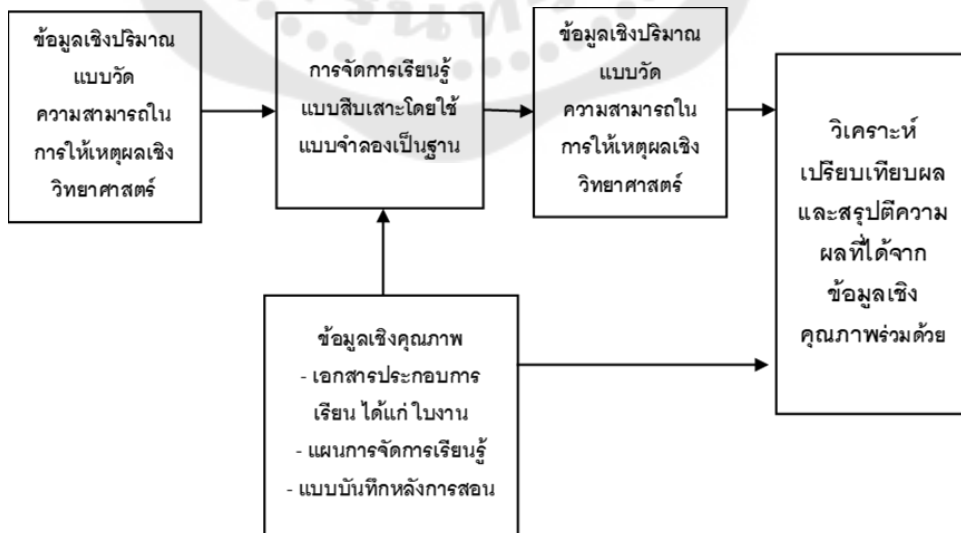 ข้อมูลเชิงปริมาณ
แบบวัด
ความสามารถใน
การให้เหตุผลเชิง
วิทยาศาสตร์
การจัดการเรียนรู้
แบบสืบเสาะโดยใช้
แบบจำลองเป็นฐาน
ข้อมูลเชิงปริมาณ
แบบวัด
ความสามารถใน
การให้เหตุผลเชิง
วิทยาศาสตร์
วิเคราะห์
เปรียบเทียบผล
และสรุปตีความ
ผลที่ได้จาก
ข้อมูลเชิง
คุณภาพร่วมด้วย
ข้อมูลเชิงคุณภาพ
- เอกสารประกอบการ
เรียน ได้แก่ ใบงาน
- แผนการจัดการเรียนรู้
- แบบบันทึกหลังการสอน